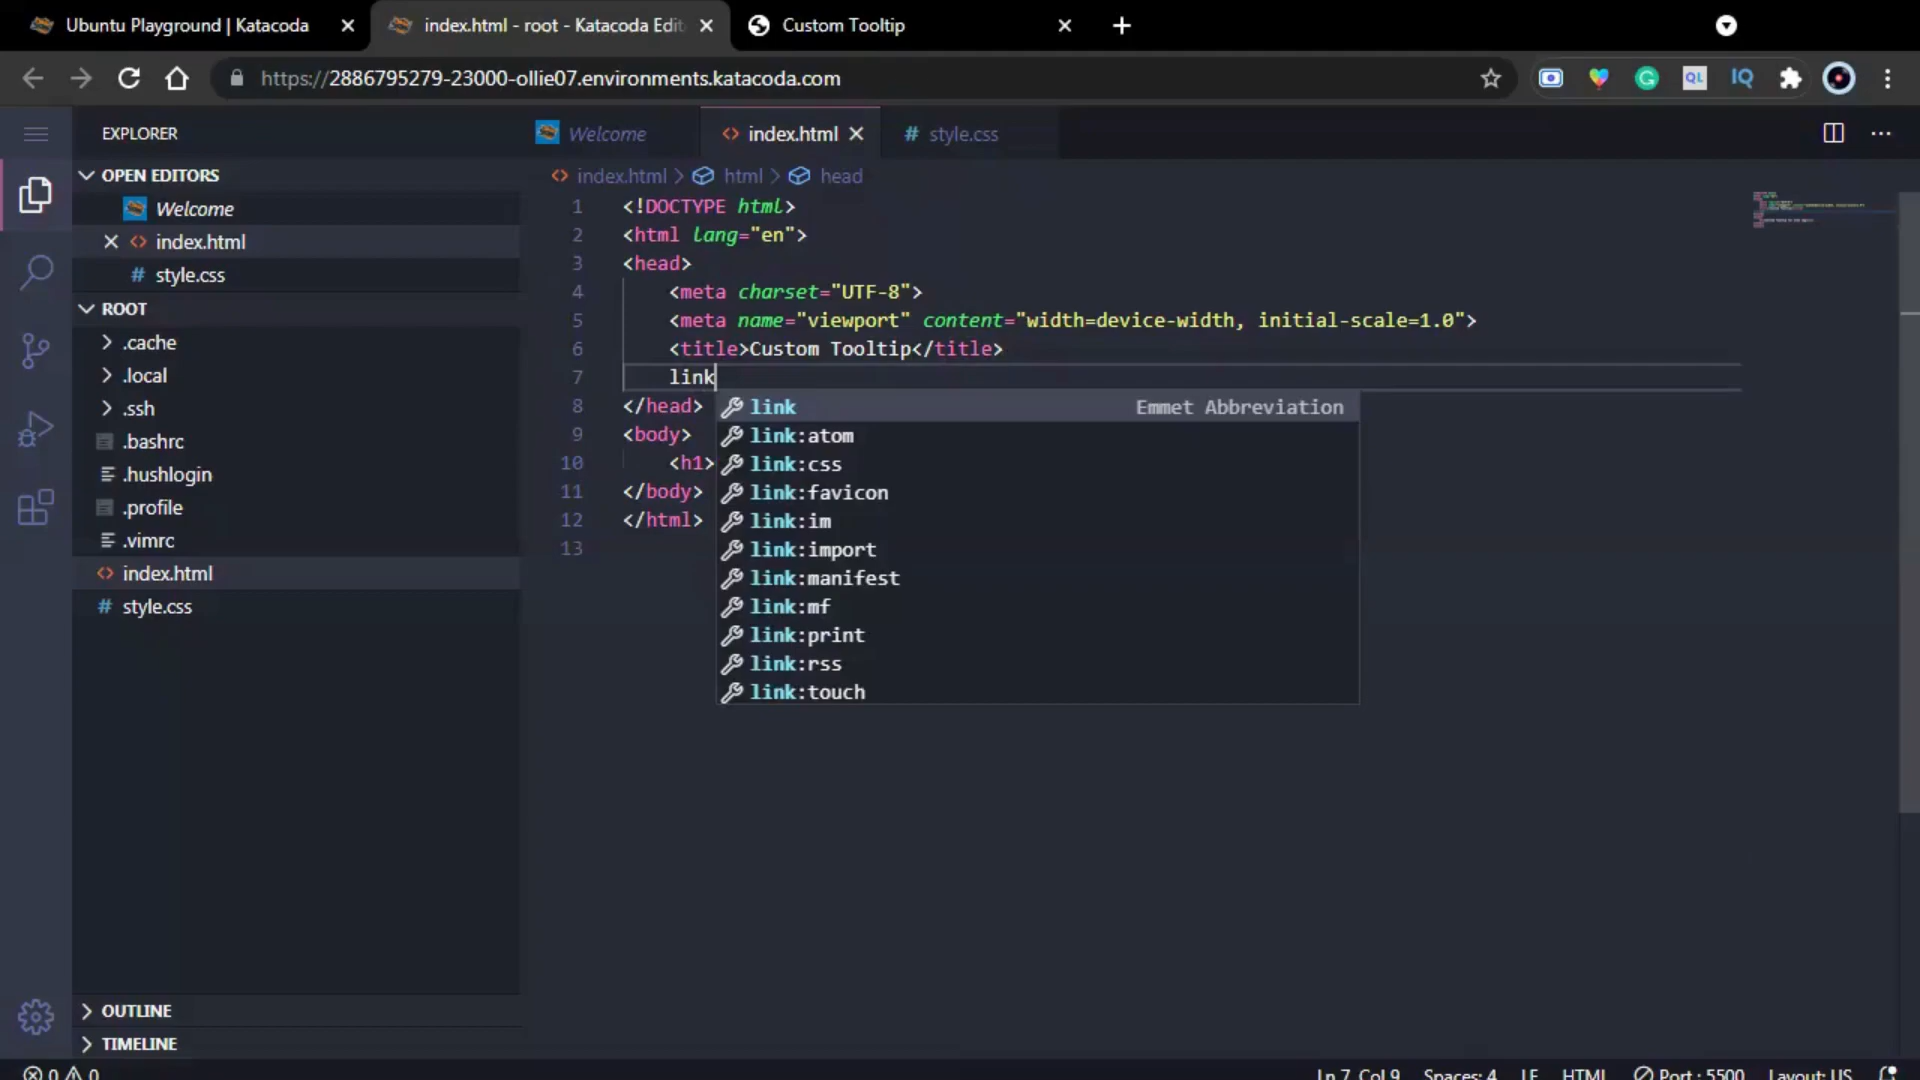 Ubuntu Playground | Katacoda
index.html - root - Katacoda Edit
Custom Tooltip
https://2886795279-23000-ollie07.environments.katacoda.com
G
QL
IQ
EXPLORER
Welcome
<> index.html
# style.css
OPEN EDITORS
<> index.html > html > head
Welcome
<> index.html
# style.css
ROOT
.cache
.local
.ssh
.bashrc
.hushlogin
.profile
.vimrc
<> index.html
# style.css
1 <!DOCTYPE html>
2 <html lang="en">
3 <head>
4 <meta charset="UTF-8">
5 <meta name="viewport" content="width=device-width, initial-scale=1.0">
6 <title>Custom Tooltip</title>
7 link
8 </head>
9 <body>
10 <h1>
11 </body>
12 </html>
13
link Emmet Abbreviation
link:atom
link:css
link:favicon
link:im
link:import
link:manifest
link:mf
link:print
link:rss
link:touch
OUTLINE
TIMELINE
0 0
Ln 7, Col 9 Spaces: 4 LF HTML Port : 5500 Layout: US